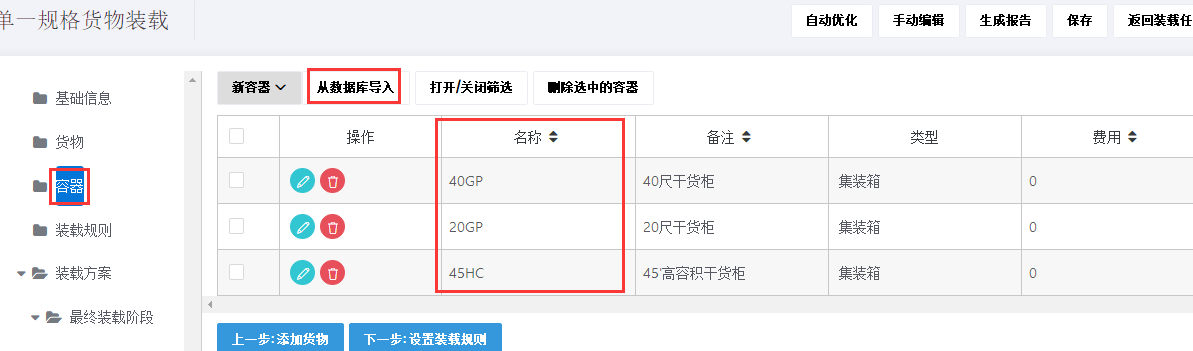 单一规格货物装载
自动优化 手动编辑 生成报告 保存 返回装载任
基础信息
货物
容器
装载规则
装载方案
最终装载阶段
新容器 从数据库导入 打开/关闭筛选 删除选中的容器
操作 名称 备注 类型 费用
40GP 40尺干货柜 集装箱 0
20GP 20尺干货柜 集装箱 0
45HC 45'高容积干货柜 集装箱 0
上一步:添加货物 下一步:设置装载规则